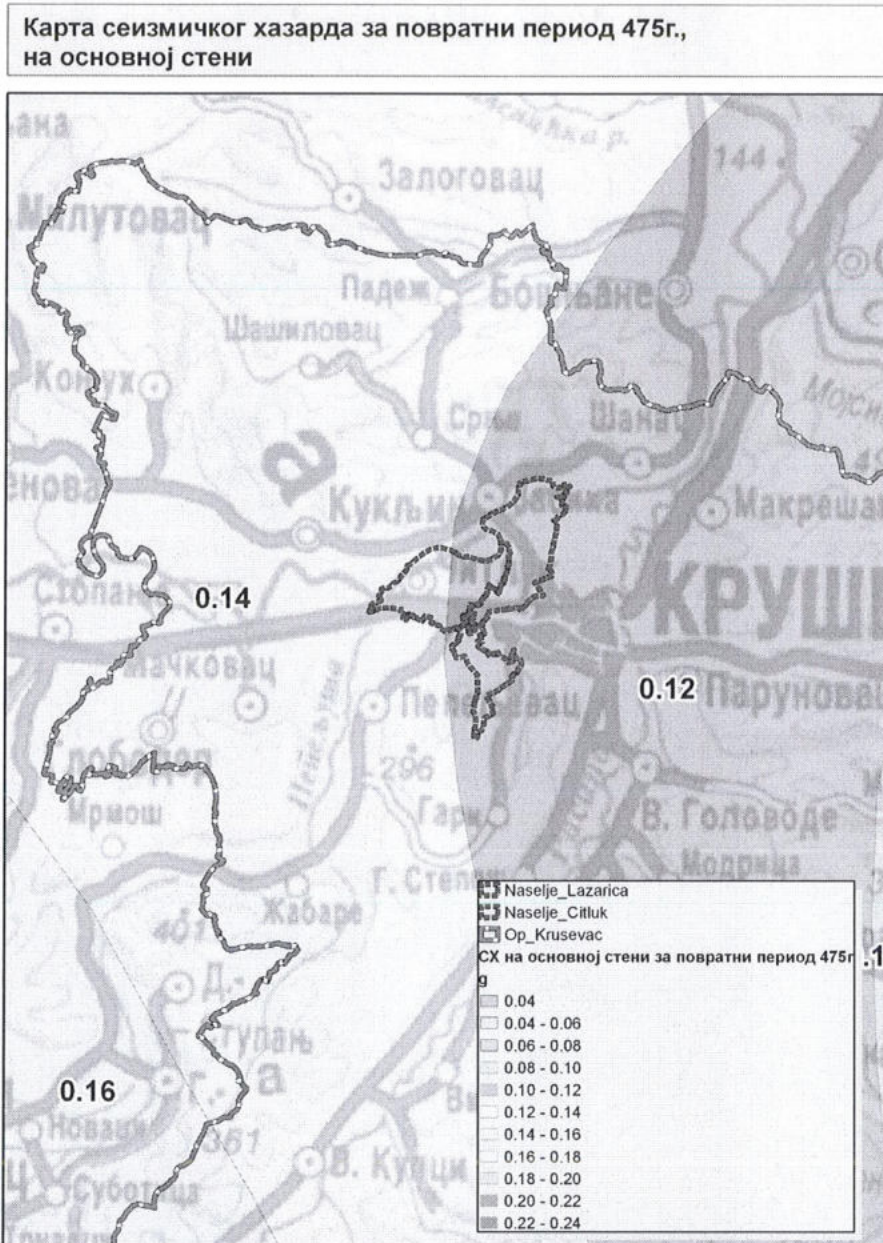 Карта сеизмичког хазарда за повратни период 475г.,
на основној стени
144
Залоговац
Милутовац
Падеж
Шашиловац
Шанац
Макрешан
Кукљин
0.14
КРУШ
0.12
Паруновац
Мачковац
296
Мрмош
В. Головоде
Модрица
Жабаре
401
Д.
Ступањ
0.16
Новаци
361
В. Купци
Суботица
Naselje_Lazarica
Naselje_Citluk
Op_Krusevac
СХ на основној стени за повратни период 475г
g
0.04
0.04 - 0.06
0.06 - 0.08
0.08 - 0.10
0.10 - 0.12
0.12 - 0.14
0.14 - 0.16
0.16 - 0.18
0.18 - 0.20
0.20 - 0.22
0.22 - 0.24